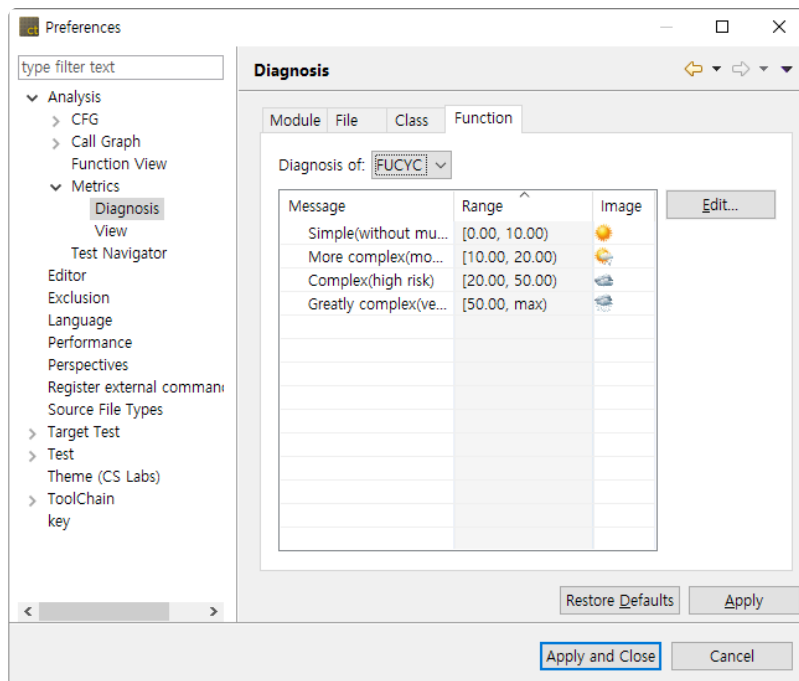 ct Preferences
type filter text
Analysis
CFG
Call Graph
Function View
Metrics
Diagnosis
View
Test Navigator
Editor
Exclusion
Language
Performance
Perspectives
Register external comman
Source File Types
Target Test
Test
Theme (CS Labs)
ToolChain
key
Diagnosis
Module File Class Function
Diagnosis of: FUCYC
Message Range Image
Simple(without mu... [0.00, 10.00)
More complex(mo... [10.00, 20.00)
Complex(high risk) [20.00, 50.00)
Greatly complex(ve... [50.00, max)
Edit...
Restore Defaults Apply
Apply and Close Cancel